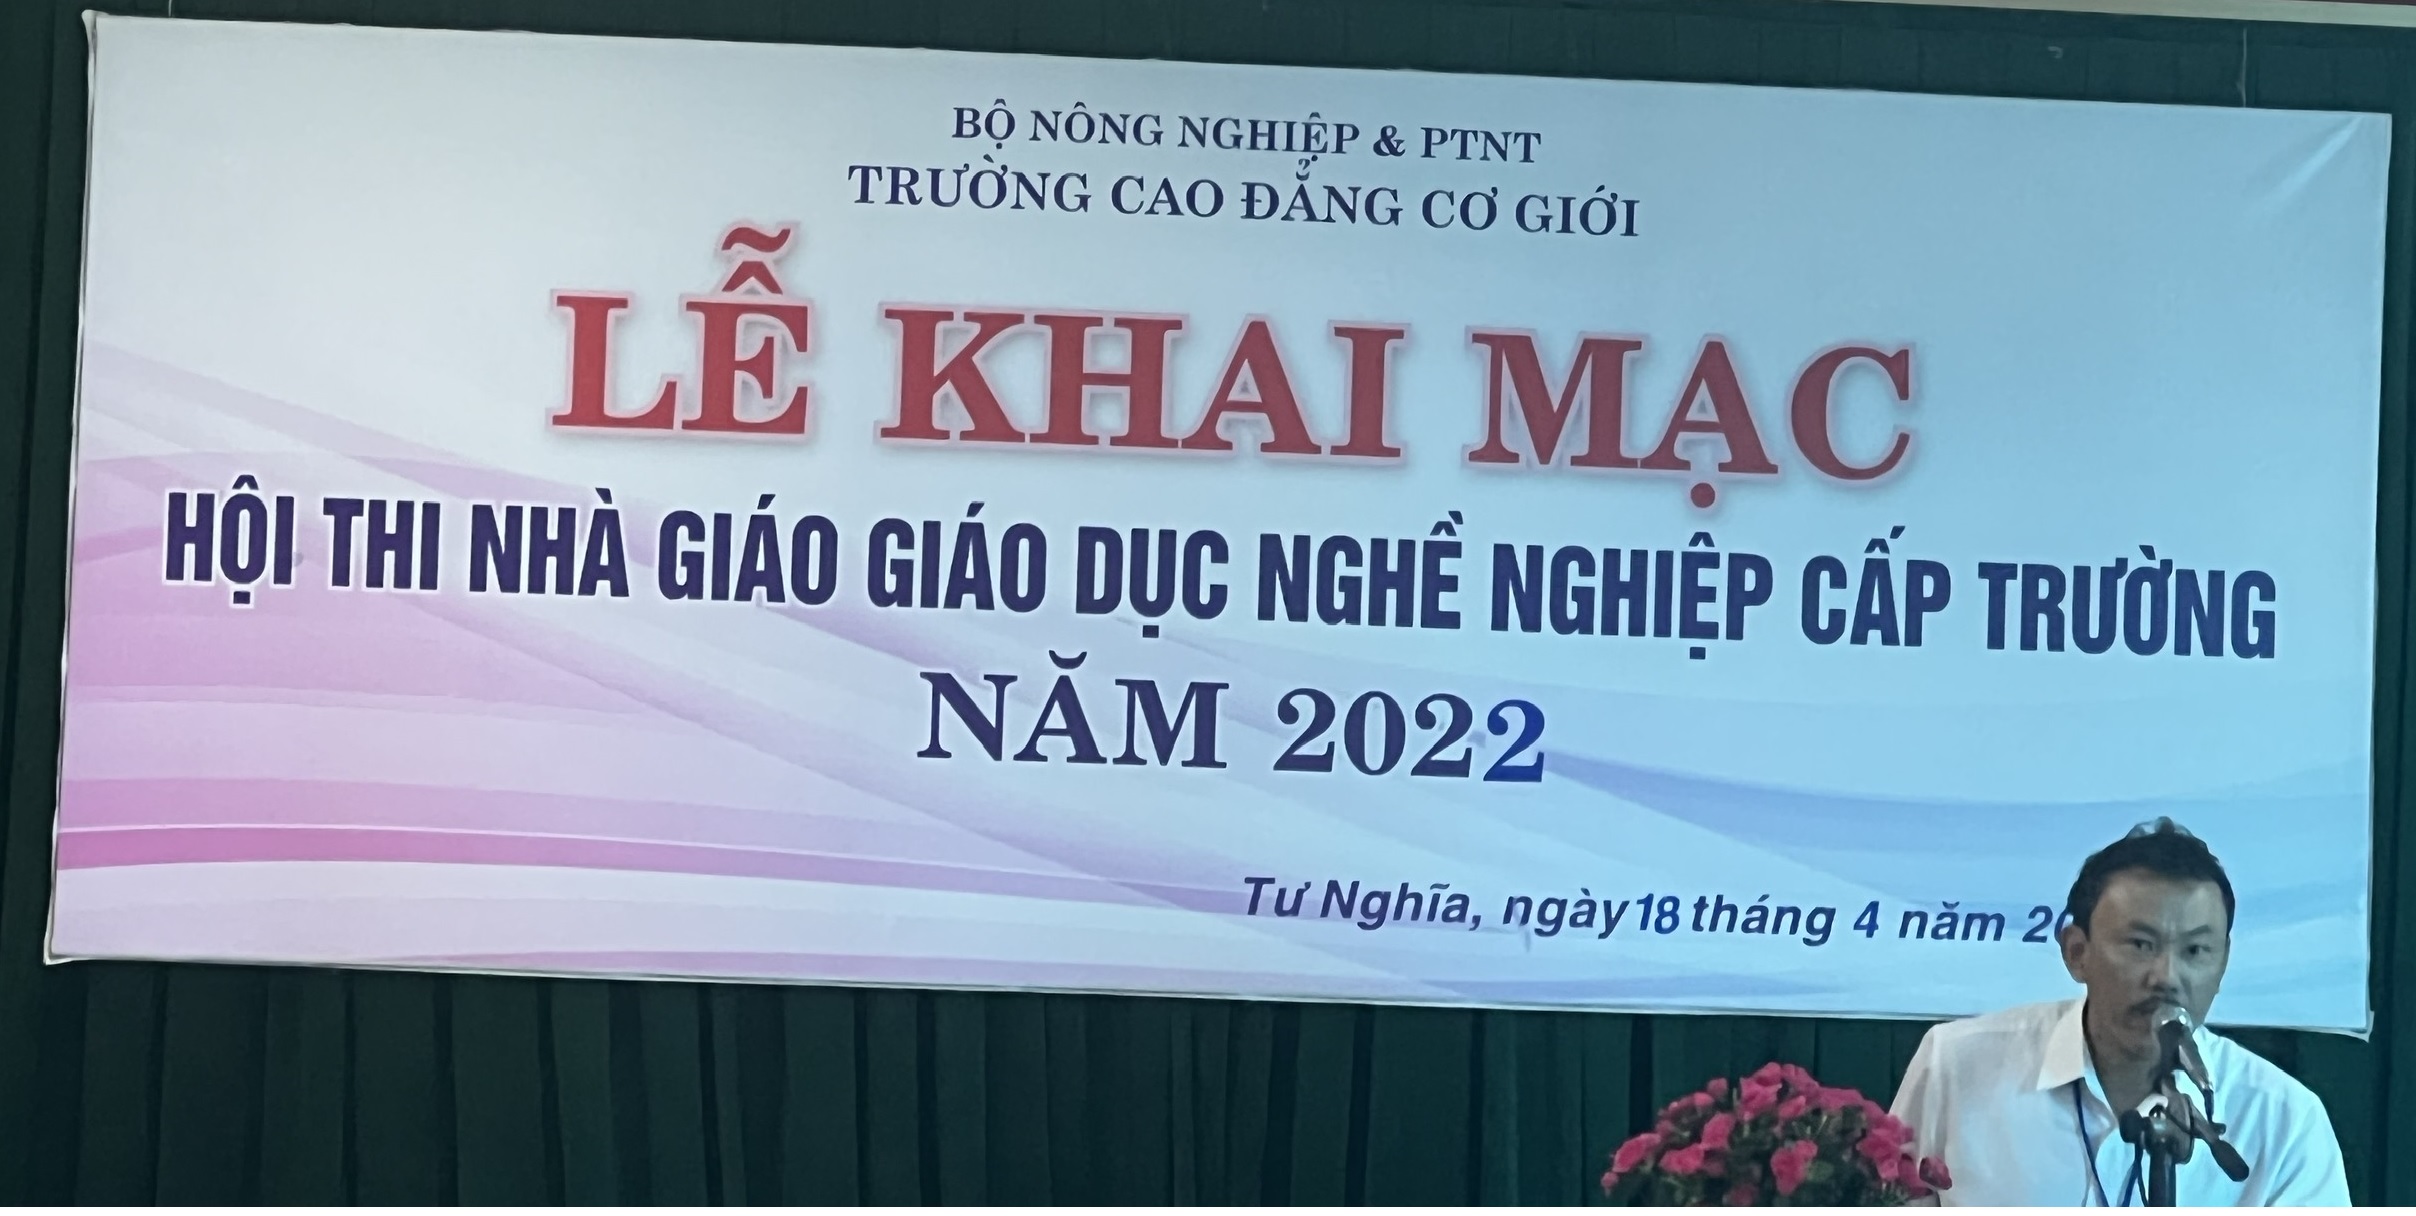 BỘ NÔNG NGHIỆP & PTNT
TRƯỜNG CAO ĐẲNG CƠ GIỚI
LỄ KHAI MẠC
HỘI THI NHÀ GIÁO GIÁO DỤC NGHỀ NGHIỆP CẤP TRƯỜNG
NĂM 2022
Tư Nghĩa, ngày 18 tháng 4 năm